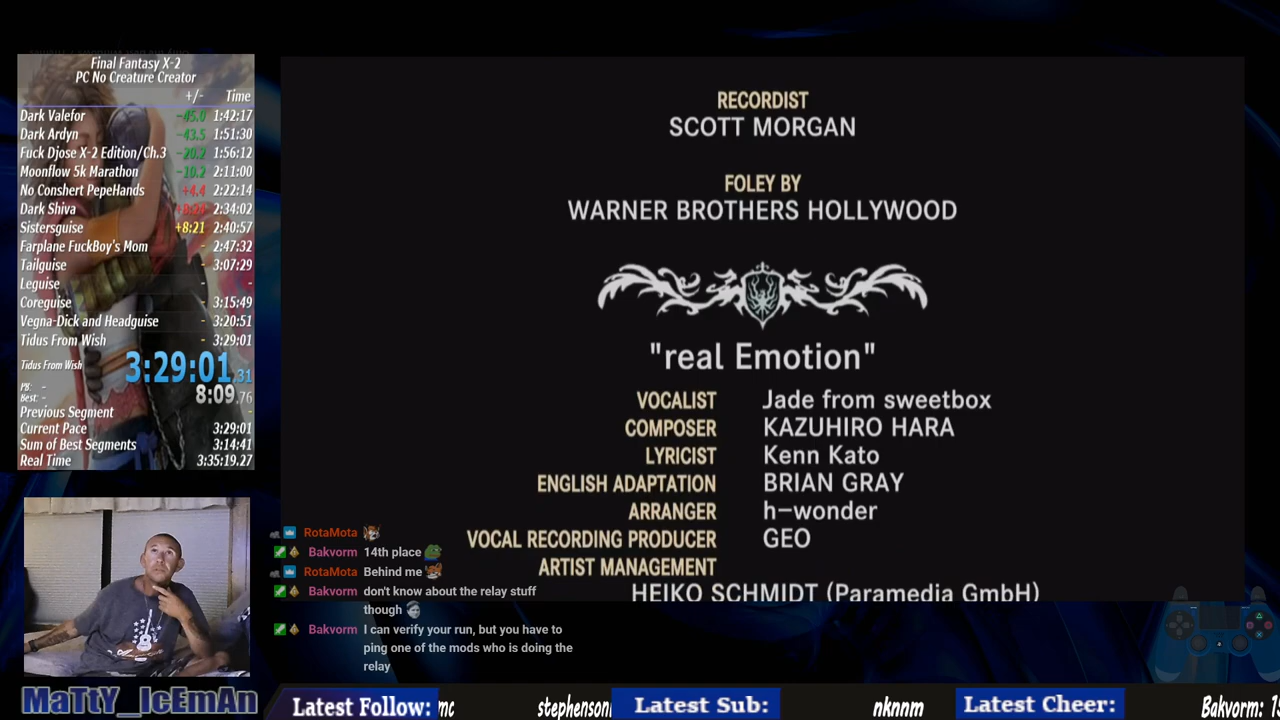 Final Fantasy X-2
PC No Creature Creator
+/- Time
Dark Valefor -45.0 1:42:17
Dark Ardyn -43.5 1:51:30
Fuck Djose X-2 Edition/Ch.3 -20.2 1:56:12
Moonflow 5k Marathon -10.2 2:11:00
No Conshert PepeHands +4.4 2:22:14
Dark Shiva 2:34:02
Sistersguise +8:21 2:40:57
Farplane FuckBoy's Mom - 2:47:32
Tailguise - 3:07:29
Leguise - -
Coreguise - 3:15:49
Vegna-Dick and Headguise - 3:20:51
Tidus From Wish - 3:29:01
Tidus From Wish 3:29:01.31
PB: - 8:09.76
Best: -
Previous Segment -
Current Pace 3:29:01
Sum of Best Segments 3:14:41
Real Time 3:35:19.27
RECORDIST
SCOTT MORGAN
FOLEY BY
WARNER BROTHERS HOLLYWOOD
"real Emotion"
VOCALIST Jade from sweetbox
COMPOSER KAZUHIRO HARA
LYRICIST Kenn Kato
ENGLISH ADAPTATION BRIAN GRAY
ARRANGER h-wonder
VOCAL RECORDING PRODUCER GEO
ARTIST MANAGEMENT
HEIKO SCHMIDT (Paramedia GmbH)
RotaMota
Bakvorm 14th place
RotaMota Behind me
Bakvorm don't know about the relay stuff
though
Bakvorm I can verify your run, but you have to
ping one of the mods who is doing the
relay
MaTtY_IcEmAn
Latest Follow: mc stephenson Latest Sub: nknnm Latest Cheer: Bakvorm: